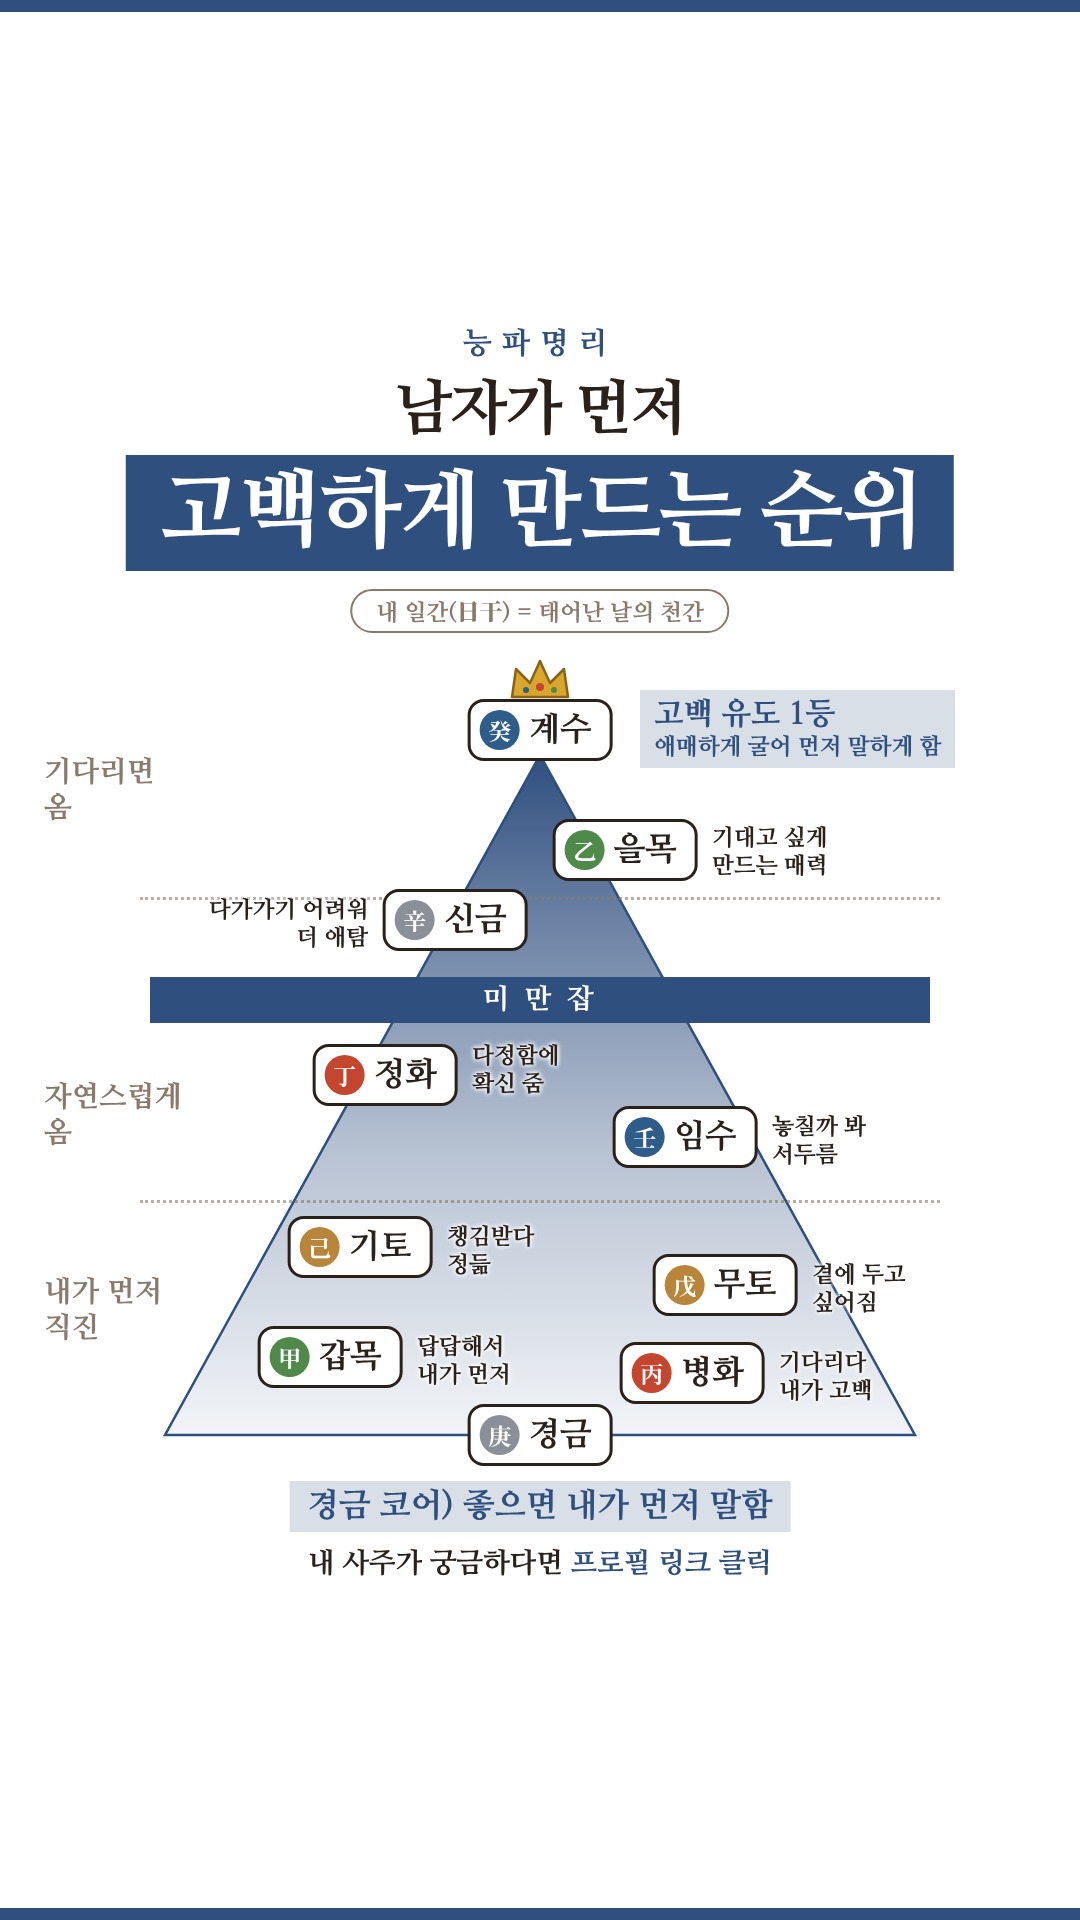 능파명리
남자가 먼저
고백하게 만드는 순위
내 일간(日干) = 태어난 날의 천간
癸 계수
고백 유도 1등
애매하게 굴어 먼저 말하게 함
기다리면
옴
乙 을목
기대고 싶게
만드는 매력
다가가기 어려워
더 애탐
辛 신금
미만잡
丁 정화
다정함에
확신 줌
자연스럽게
옴
壬 임수
놓칠까 봐
서두름
己 기토
챙김받다
정듦
戊 무토
곁에 두고
싶어짐
내가 먼저
직진
甲 갑목
답답해서
내가 먼저
丙 병화
기다리다
내가 고백
庚 경금
경금 코어) 좋으면 내가 먼저 말함
내 사주가 궁금하다면 프로필 링크 클릭